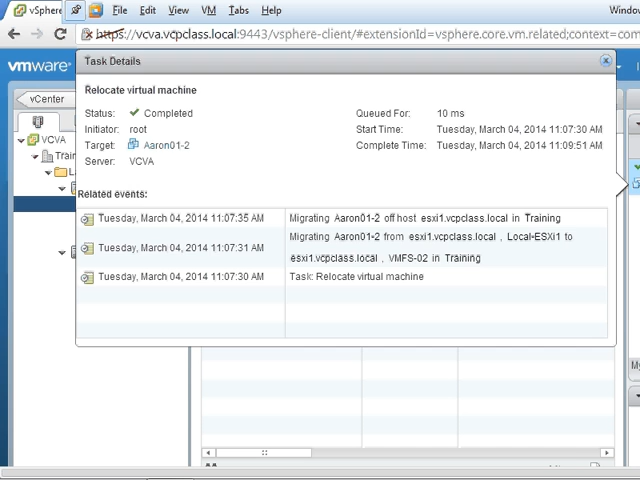 vSphere
File Edit View VM Tabs Help
Windo
https://vcva.vcpclass.local:9443/vsphere-client/#extensionId=vsphere.core.vm.related;context=com
vmware
Task Details
vCenter
Relocate virtual machine
Status: Completed
Queued For: 10 ms
Initiator: root
Start Time: Tuesday, March 04, 2014 11:07:30 AM
Target: Aaron01-2
Complete Time: Tuesday, March 04, 2014 11:09:51 AM
Server: VCVA
VCVA
Train
La
Related events:
Tuesday, March 04, 2014 11:07:35 AM
Migrating Aaron01-2 off host esxi1.vcpclass.local in Training
Tuesday, March 04, 2014 11:07:31 AM
Migrating Aaron01-2 from esxi1.vcpclass.local , Local-ESXi1 to
esxi1.vcpclass.local , VMFS-02 in Training
Tuesday, March 04, 2014 11:07:30 AM
Task: Relocate virtual machine
My